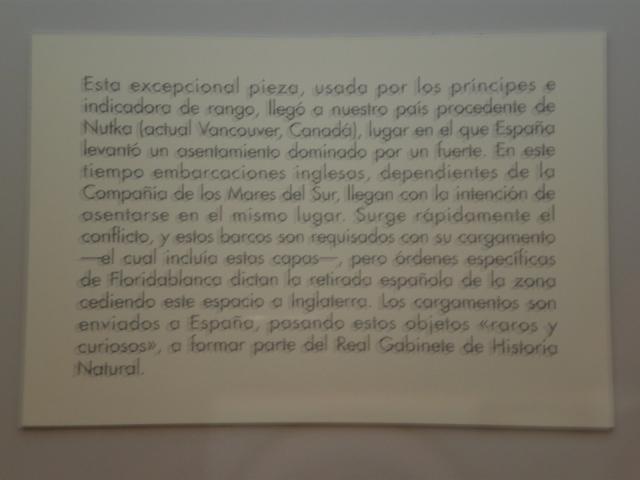 Esta excepcional pieza, usada por los príncipes e
indicadora de rango, llegó a nuestro país procedente de
Nutka (actual Vancouver, Canadá), lugar en el que España
levantó un asentamiento dominado por un fuerte. En este
tiempo embarcaciones inglesas, dependientes de la
Compañía de los Mares del Sur, llegan con la intención de
asentarse en el mismo lugar. Surge rápidamente el
conflicto, y estos barcos son requisados con su cargamento
—el cual incluía estas capas—, pero órdenes específicas
de Floridablanca dictan la retirada española de la zona
cediendo este espacio a Inglaterra. Los cargamentos son
enviados a España, pasando estos objetos «raros y
curiosos», a formar parte del Real Gabinete de Historia
Natural.